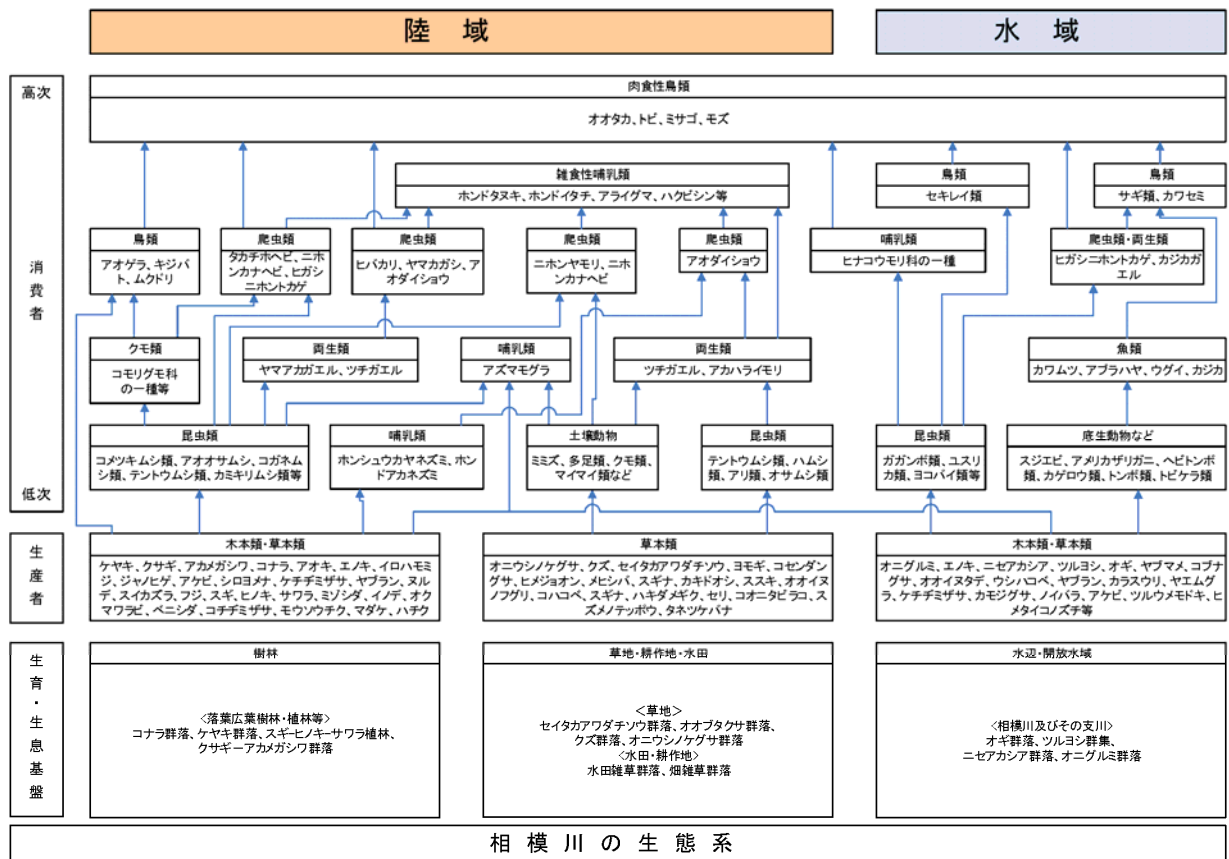 陸 域
水 域
高次
消費者
低次
肉食性鳥類
オオタカ、トビ、ミサゴ、モズ
雑食性哺乳類
ホンドタヌキ、ホンドイタチ、アライグマ、ハクビシン等
鳥類
セキレイ類
鳥類
サギ類、カワセミ
鳥類
アオゲラ、キジバ
ト、ムクドリ
爬虫類
タカチホヘビ、ニホ
ンカナヘビ、ヒガシ
ニホントカゲ
爬虫類
ヒバカリ、ヤマカガシ、ア
オダイショウ
爬虫類
ニホンヤモリ、ニホ
ンカナヘビ
爬虫類
アオダイショウ
哺乳類
ヒナコウモリ科の一種
爬虫類・両生類
ヒガシニホントカゲ、カジカガ
エル
クモ類
コモリグモ科
の一種等
両生類
ヤマアカガエル、ツチガエル
哺乳類
アズマモグラ
両生類
ツチガエル、アカハライモリ
魚類
カワムツ、アブラハヤ、ウグイ、カジカ
昆虫類
コメツキムシ類、アオオサムシ、コガネム
シ類、テントウムシ類、カミキリムシ類等
哺乳類
ホンシュウカヤネズミ、ホン
ドアカネズミ
土壌動物
ミミズ、多足類、クモ類、
マイマイ類など
昆虫類
テントウムシ類、ハムシ
類、アリ類、オサムシ類
昆虫類
ガガンボ類、ユスリ
カ類、ヨコバイ類等
底生動物など
スジエビ、アメリカザリガニ、ヘビトンボ
類、カゲロウ類、トンボ類、トビケラ類
生産者
木本類・草本類
ケヤキ、クサギ、アカメガシワ、コナラ、アオキ、エノキ、イロハモミ
ジ、ジャノヒゲ、アケビ、シロヨメナ、ケチヂミザサ、ヤブラン、ヌル
デ、スイカズラ、フジ、スギ、ヒノキ、サワラ、ミゾシダ、イノデ、オク
マワラビ、ベニシダ、コチヂミザサ、モウソウチク、マダケ、ハチク
草本類
オニウシノケグサ、クズ、セイタカアワダチソウ、ヨモギ、コセンダン
グサ、ヒメジョオン、メヒシバ、スギナ、カキドオシ、ススキ、オオイヌ
ノフグリ、コハコベ、スギナ、ハキダメギク、セリ、コオニタビラコ、ス
ズメノテッポウ、タネツケバナ
木本類・草本類
オニグルミ、エノキ、ニセアカシア、ツルヨシ、オギ、ヤブマメ、コブナ
グサ、オオイヌタデ、ウシハコベ、ヤブラン、カラスウリ、ヤエムグ
ラ、ケチヂミザサ、カモジグサ、ノイバラ、アケビ、ツルウメモドキ、ヒ
メタイコノズチ等
生育・生息基盤
樹林
<落葉広葉樹林・植林等>
コナラ群落、ケヤキ群落、スギーヒノキーサワラ植林、
クサギーアカメガシワ群落
草地・耕作地・水田
<草地>
セイタカアワダチソウ群落、オオブタクサ群落、
クズ群落、オニウシノケグサ群落
<水田・耕作地>
水田雑草群落、畑雑草群落
水辺・開放水域
<相模川及びその支川>
オギ群落、ツルヨシ群集、
ニセアカシア群落、オニグルミ群落
相 模 川 の 生 態 系